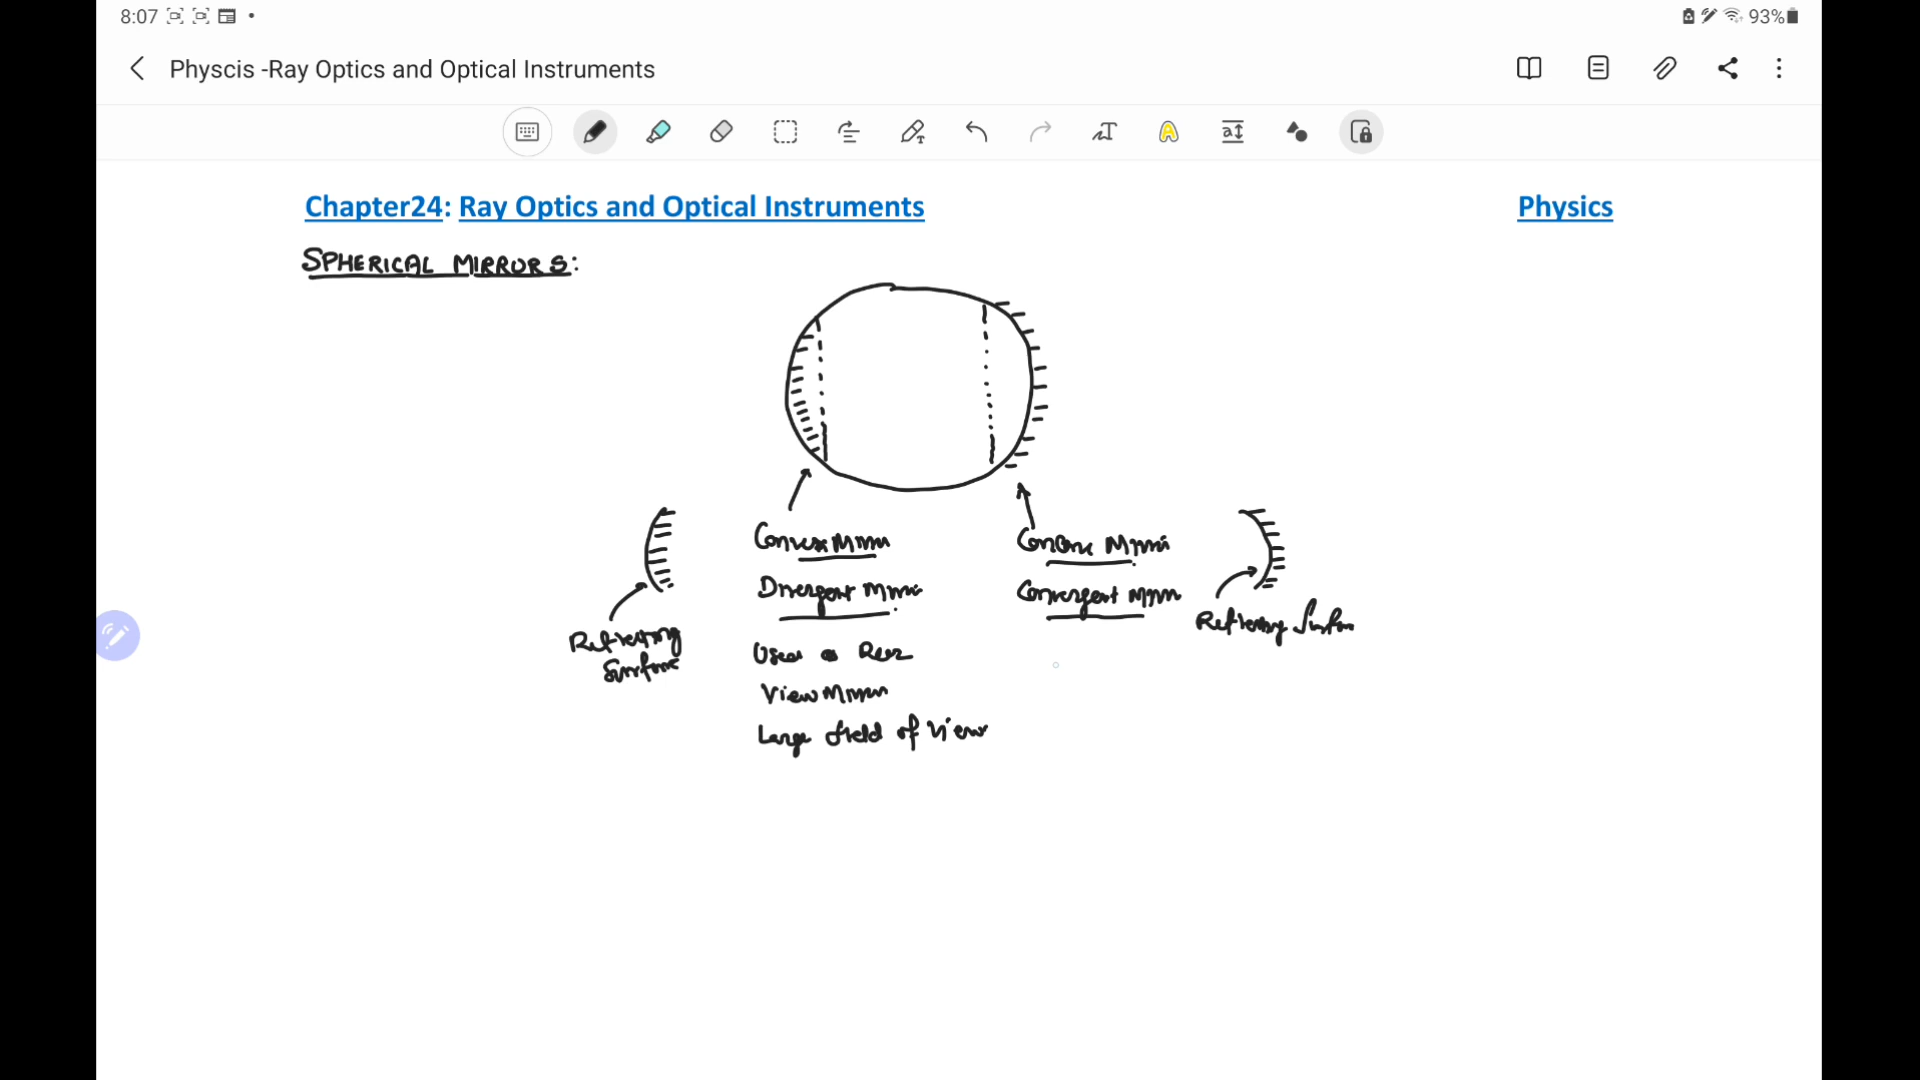 8:07
93%
Physcis -Ray Optics and Optical Instruments
Chapter24: Ray Optics and Optical Instruments
Physics
SPHERICAL MIRRORS:
Convex Mirror
Concave Mirror
Divergent Mirror
Convergent Mirror
Reflecting Surface
Reflecting
Surface
Used as Rear
View Mirror
Large field of view